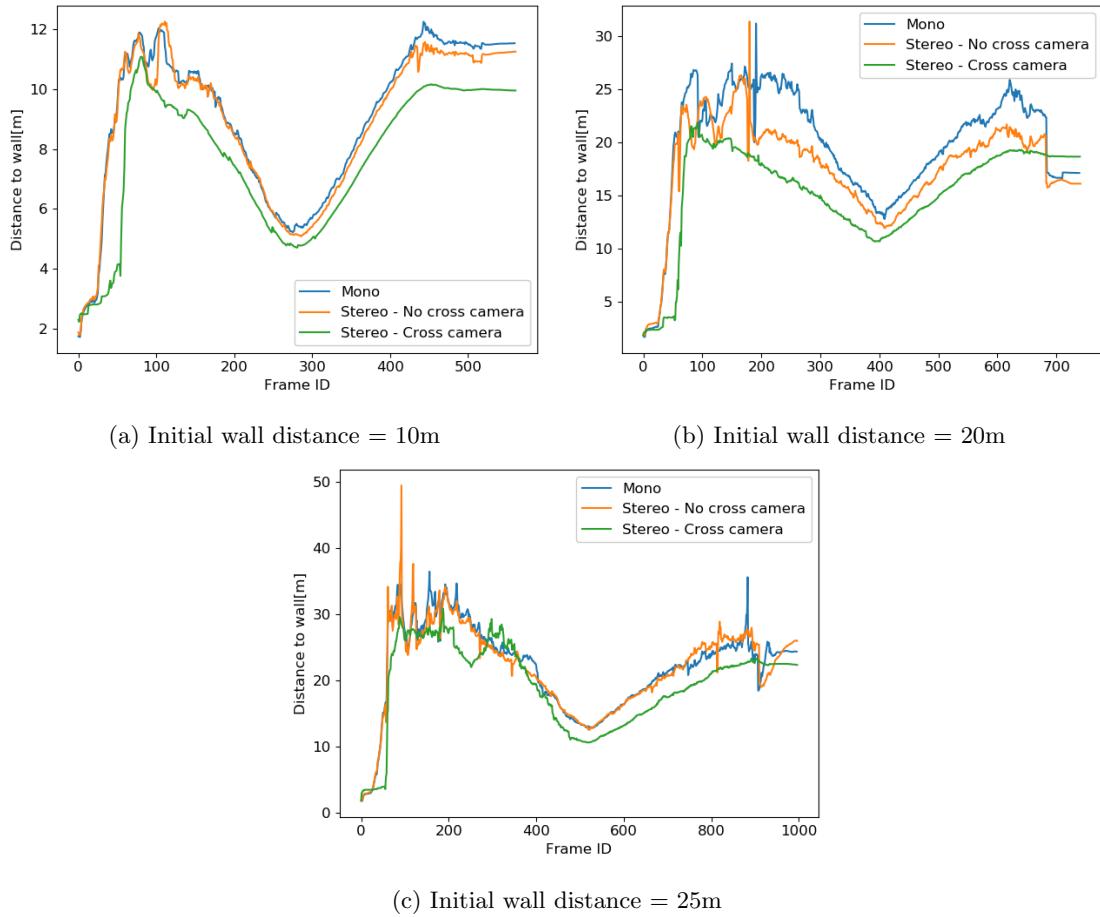 12
10
8
6
4
2
Distance to wall[m]
0
100
200
300
400
500
Frame ID
Mono
Stereo - No cross camera
Stereo - Cross camera
(a) Initial wall distance = 10m
30
25
20
15
10
5
Distance to wall[m]
0
100
200
300
400
500
600
700
Frame ID
Mono
Stereo - No cross camera
Stereo - Cross camera
(b) Initial wall distance = 20m
50
40
30
20
10
0
Distance to wall[m]
0
200
400
600
800
1000
Frame ID
Mono
Stereo - No cross camera
Stereo - Cross camera
(c) Initial wall distance = 25m